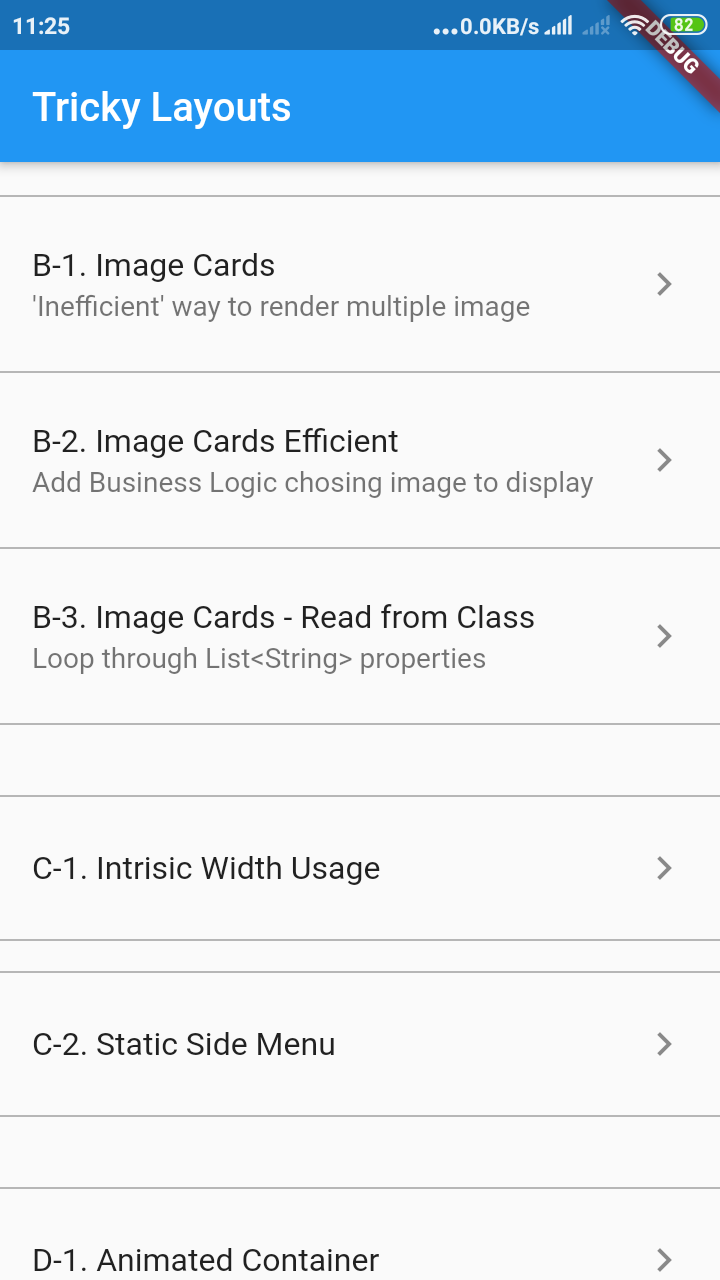 11:25
...0.0KB/s
82
DEBUG
Tricky Layouts
B-1. Image Cards
'Inefficient' way to render multiple image
B-2. Image Cards Efficient
Add Business Logic chosing image to display
B-3. Image Cards - Read from Class
Loop through List<String> properties
C-1. Intrisic Width Usage
C-2. Static Side Menu
D-1. Animated Container